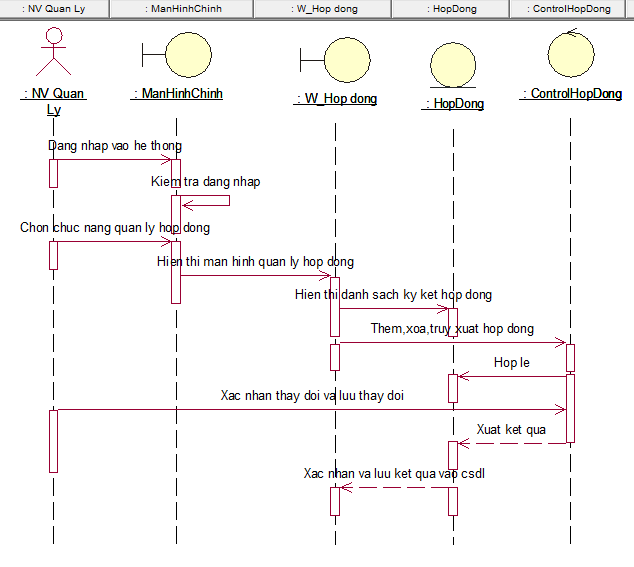 : NV Quan Ly
: ManHinhChinh
: W_Hop dong
: HopDong
: ControlHopDong
: NV Quan
Ly
: ManHinhChinh
: W_Hop dong
: HopDong
: ControlHopDong
Dang nhap vao he thong
Kiem tra dang nhap
Chon chuc nang quan ly hop dong
Hien thi man hinh quan ly hop dong
Hien thi danh sach ky ket hop dong
Them,xoa,truy xuat hop dong
Hop le
Xac nhan thay doi va luu thay doi
Xuat ket qua
Xac nhan va luu ket qua vao csdl